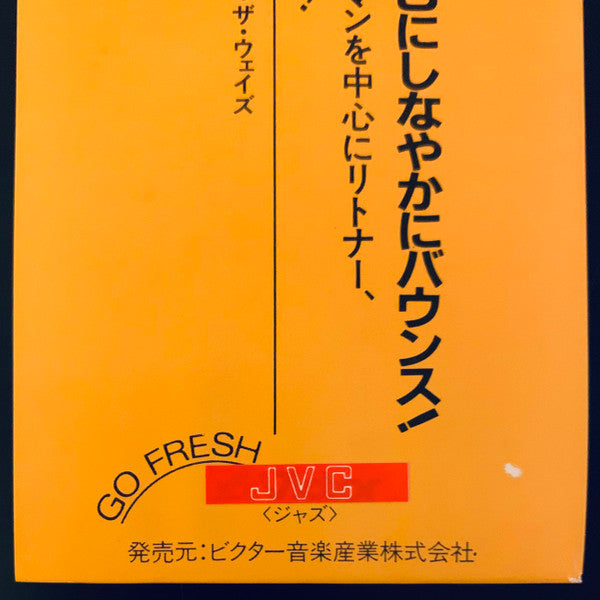 にしなやかにバウンス!
マンを中心にリトナー、
!
ザ・ウェイズ
GO FRESH
JVC
〈ジャズ〉
発売元:ビクター音楽産業株式会社